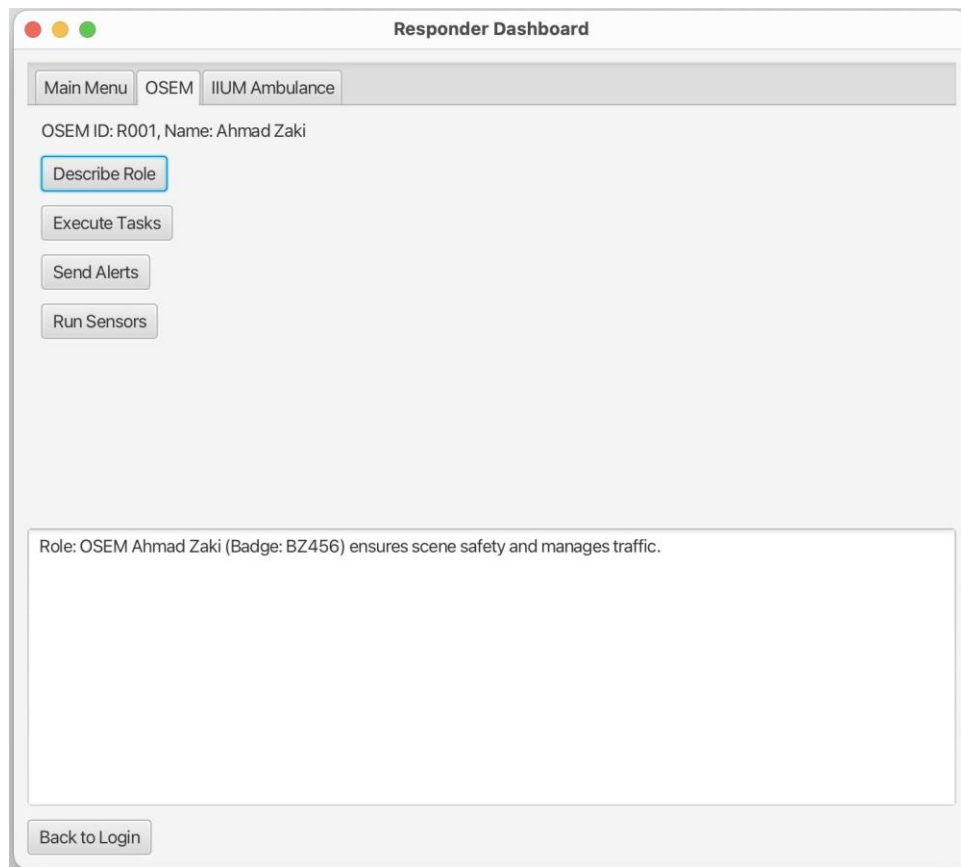 Responder Dashboard
Main Menu OSEM IIUM Ambulance
OSEM ID: R001, Name: Ahmad Zaki
Describe Role
Execute Tasks
Send Alerts
Run Sensors
Role: OSEM Ahmad Zaki (Badge: BZ456) ensures scene safety and manages traffic.
Back to Login